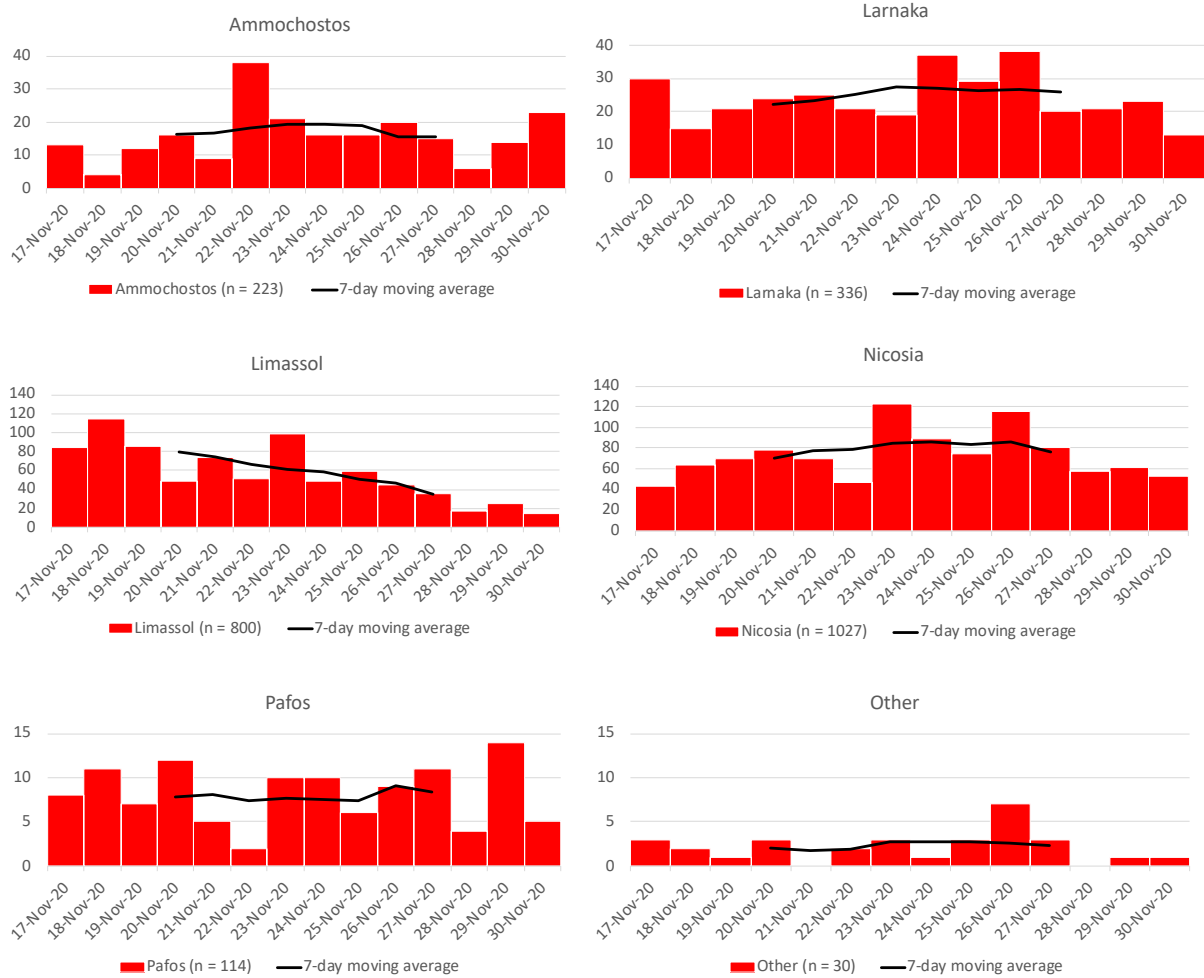 Ammochostos
40
30
20
10
0
17-Nov-20
18-Nov-20
19-Nov-20
20-Nov-20
21-Nov-20
22-Nov-20
23-Nov-20
24-Nov-20
25-Nov-20
26-Nov-20
27-Nov-20
28-Nov-20
29-Nov-20
30-Nov-20
Ammochostos (n = 223) 7-day moving average
Larnaka
40
30
20
10
0
17-Nov-20
18-Nov-20
19-Nov-20
20-Nov-20
21-Nov-20
22-Nov-20
23-Nov-20
24-Nov-20
25-Nov-20
26-Nov-20
27-Nov-20
28-Nov-20
29-Nov-20
30-Nov-20
Larnaka (n = 336) 7-day moving average
Limassol
140
120
100
80
60
40
20
0
17-Nov-20
18-Nov-20
19-Nov-20
20-Nov-20
21-Nov-20
22-Nov-20
23-Nov-20
24-Nov-20
25-Nov-20
26-Nov-20
27-Nov-20
28-Nov-20
29-Nov-20
30-Nov-20
Limassol (n = 800) 7-day moving average
Nicosia
140
120
100
80
60
40
20
0
17-Nov-20
18-Nov-20
19-Nov-20
20-Nov-20
21-Nov-20
22-Nov-20
23-Nov-20
24-Nov-20
25-Nov-20
26-Nov-20
27-Nov-20
28-Nov-20
29-Nov-20
30-Nov-20
Nicosia (n = 1027) 7-day moving average
Pafos
15
10
5
0
17-Nov-20
18-Nov-20
19-Nov-20
20-Nov-20
21-Nov-20
22-Nov-20
23-Nov-20
24-Nov-20
25-Nov-20
26-Nov-20
27-Nov-20
28-Nov-20
29-Nov-20
30-Nov-20
Pafos (n = 114) 7-day moving average
Other
15
10
5
0
17-Nov-20
18-Nov-20
19-Nov-20
20-Nov-20
21-Nov-20
22-Nov-20
23-Nov-20
24-Nov-20
25-Nov-20
26-Nov-20
27-Nov-20
28-Nov-20
29-Nov-20
30-Nov-20
Other (n = 30) 7-day moving average